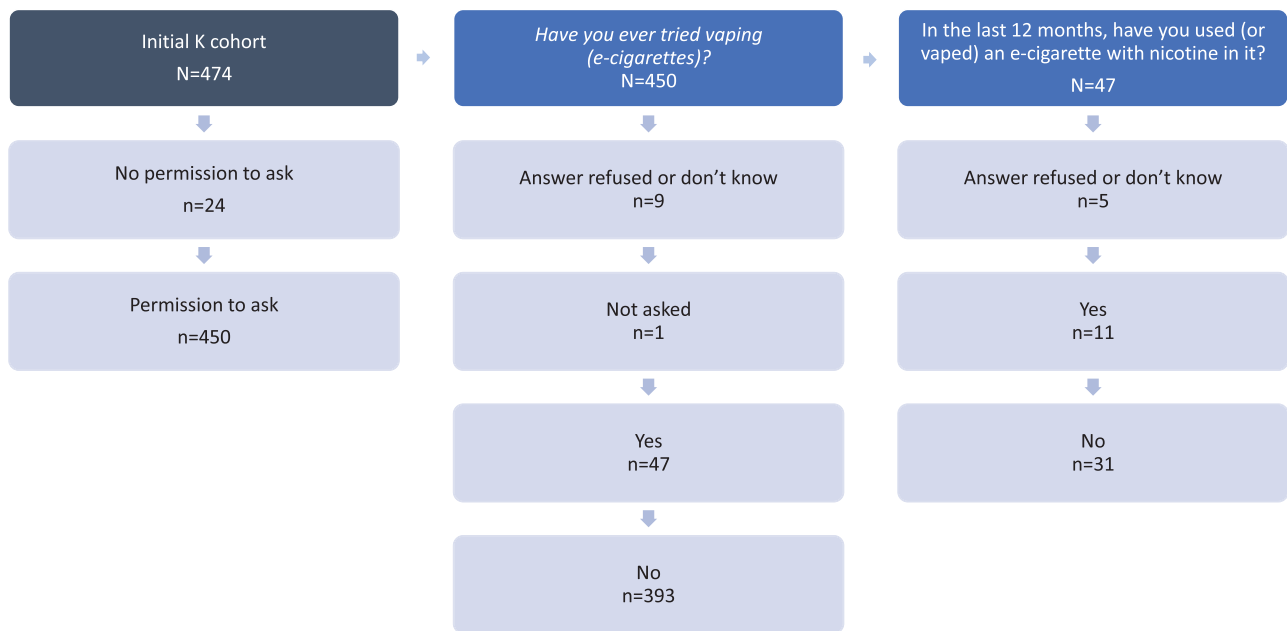 Initial K cohort
N=474
No permission to ask
n=24
Permission to ask
n=450
Have you ever tried vaping
(e-cigarettes)?
N=450
Answer refused or don’t know
n=9
Not asked
n=1
Yes
n=47
No
n=393
In the last 12 months, have you used (or
vaped) an e-cigarette with nicotine in it?
N=47
Answer refused or don’t know
n=5
Yes
n=11
No
n=31